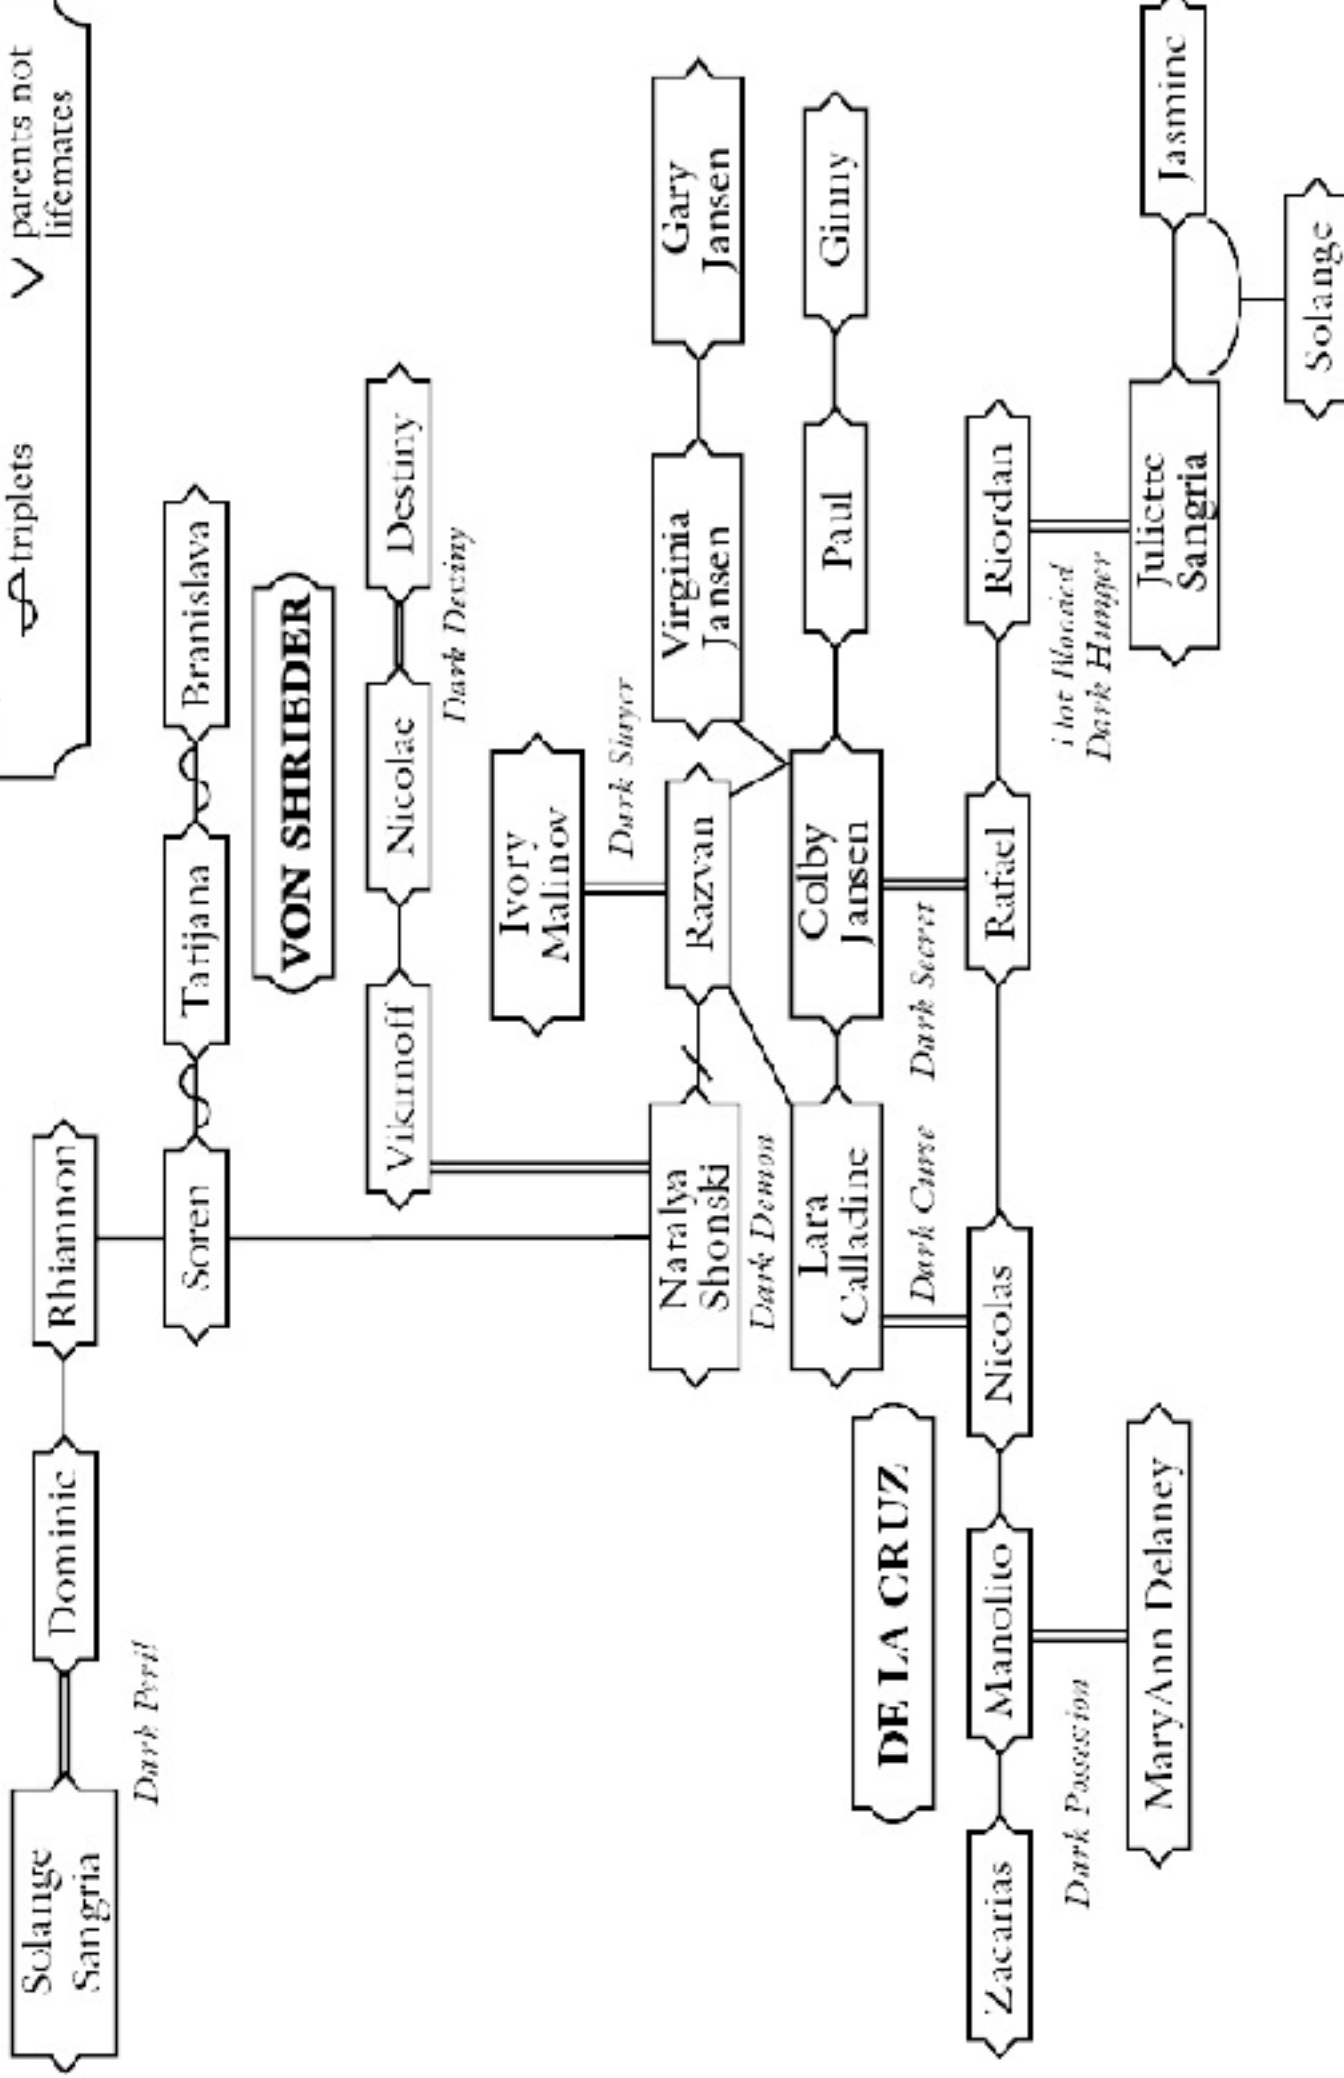 triplets
parents not
lifemates
Solange
Sangria
Dominic
Rhiannon
Dark Peril
Soren
Tatijana
Branislava
VON SHRIEDER
Vikirnoff
Nicolae
Destiny
Dark Destiny
Ivory
Malinov
Dark Slayer
Natalya
Shonski
Razvan
Virginia
Jansen
Gary
Jansen
Dark Demon
Lara
Calladine
Colby
Jansen
Paul
Ginny
DE LA CRUZ
Dark Curse
Dark Secret
Zacarias
Manolito
Nicolas
Rafael
Riordan
Dark Possession
Hot Blooded
Dark Hunger
MaryAnn Delaney
Juliette
Sangria
Jasmine
Solange